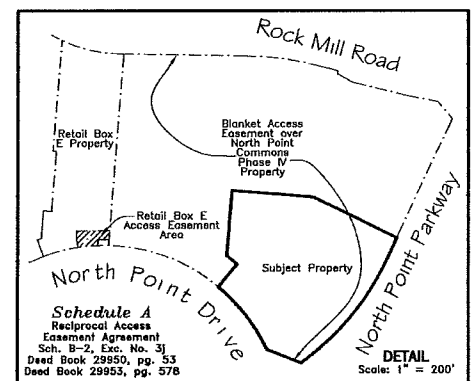 Rock Mill Road
Retail Box
E Property
Blanket Access
Easement over
North Point
Commons
Phase IV
Property
North Point Parkway
Retail Box E
Access Easement
Area
Subject Property
North Point Drive
Schedule A
Reciprocal Access
Easement Agreement
Sch. B-2, Exc. No. 3j
Deed Book 29950, pg. 53
Deed Book 29953, pg. 578
DETAIL
Scale: 1" = 200'